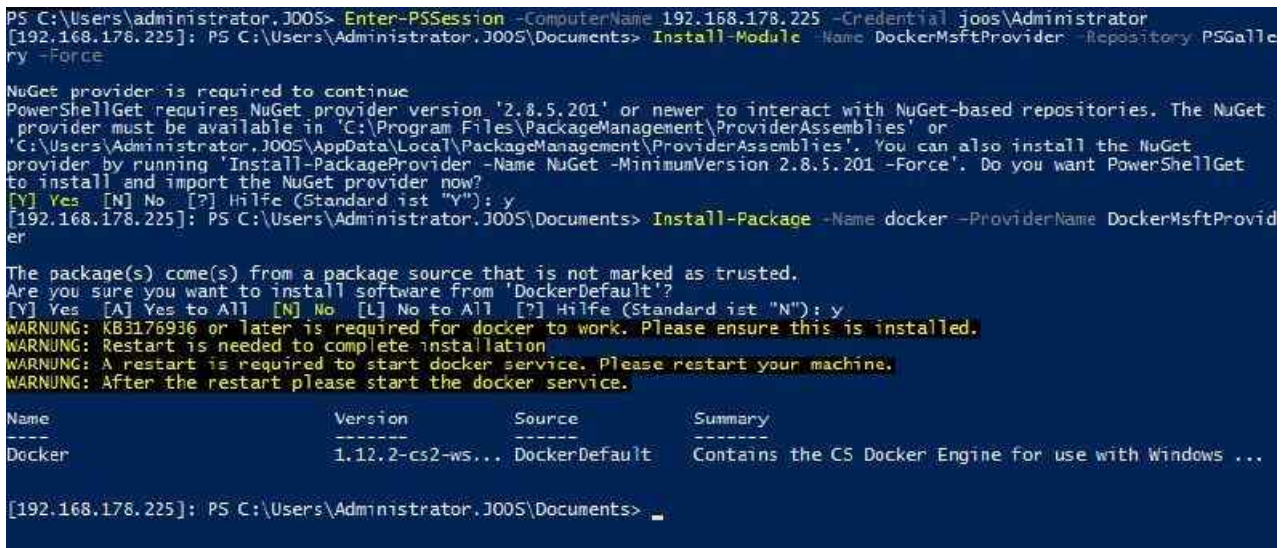 PS C:\Users\administrator.JOOS> Enter-PSSession -ComputerName 192.168.178.225 -Credential joos\Administrator
[192.168.178.225]: PS C:\Users\Administrator.JOOS\Documents> Install-Module -Name DockerMsftProvider -Repository PSGalle
ry -Force
NuGet provider is required to continue
PowerShellGet requires NuGet provider version '2.8.5.201' or newer to interact with NuGet-based repositories. The NuGet
provider must be available in 'C:\Program Files\PackageManagement\ProviderAssemblies' or
'C:\Users\Administrator.JOOS\AppData\Local\PackageManagement\ProviderAssemblies'. You can also install the NuGet
provider by running 'Install-PackageProvider -Name NuGet -MinimumVersion 2.8.5.201 -Force'. Do you want PowerShellGet
to install and import the NuGet provider now?
[Y] Yes [N] No [?] Hilfe (Standard ist "Y"): y
[192.168.178.225]: PS C:\Users\Administrator.JOOS\Documents> Install-Package -Name docker -ProviderName DockerMsftProvid
er
The package(s) come(s) from a package source that is not marked as trusted.
Are you sure you want to install software from 'DockerDefault'?
[Y] Yes [A] Yes to All [N] No [L] No to All [?] Hilfe (Standard ist "N"): y
WARNUNG: KB3176936 or later is required for docker to work. Please ensure this is installed.
WARNUNG: Restart is needed to complete installation
WARNUNG: A restart is required to start docker service. Please restart your machine.
WARNUNG: After the restart please start the docker service.
Name Version Source Summary
---- ------- ------ -------
Docker 1.12.2-cs2-ws... DockerDefault Contains the CS Docker Engine for use with Windows ...
[192.168.178.225]: PS C:\Users\Administrator.JOOS\Documents> _